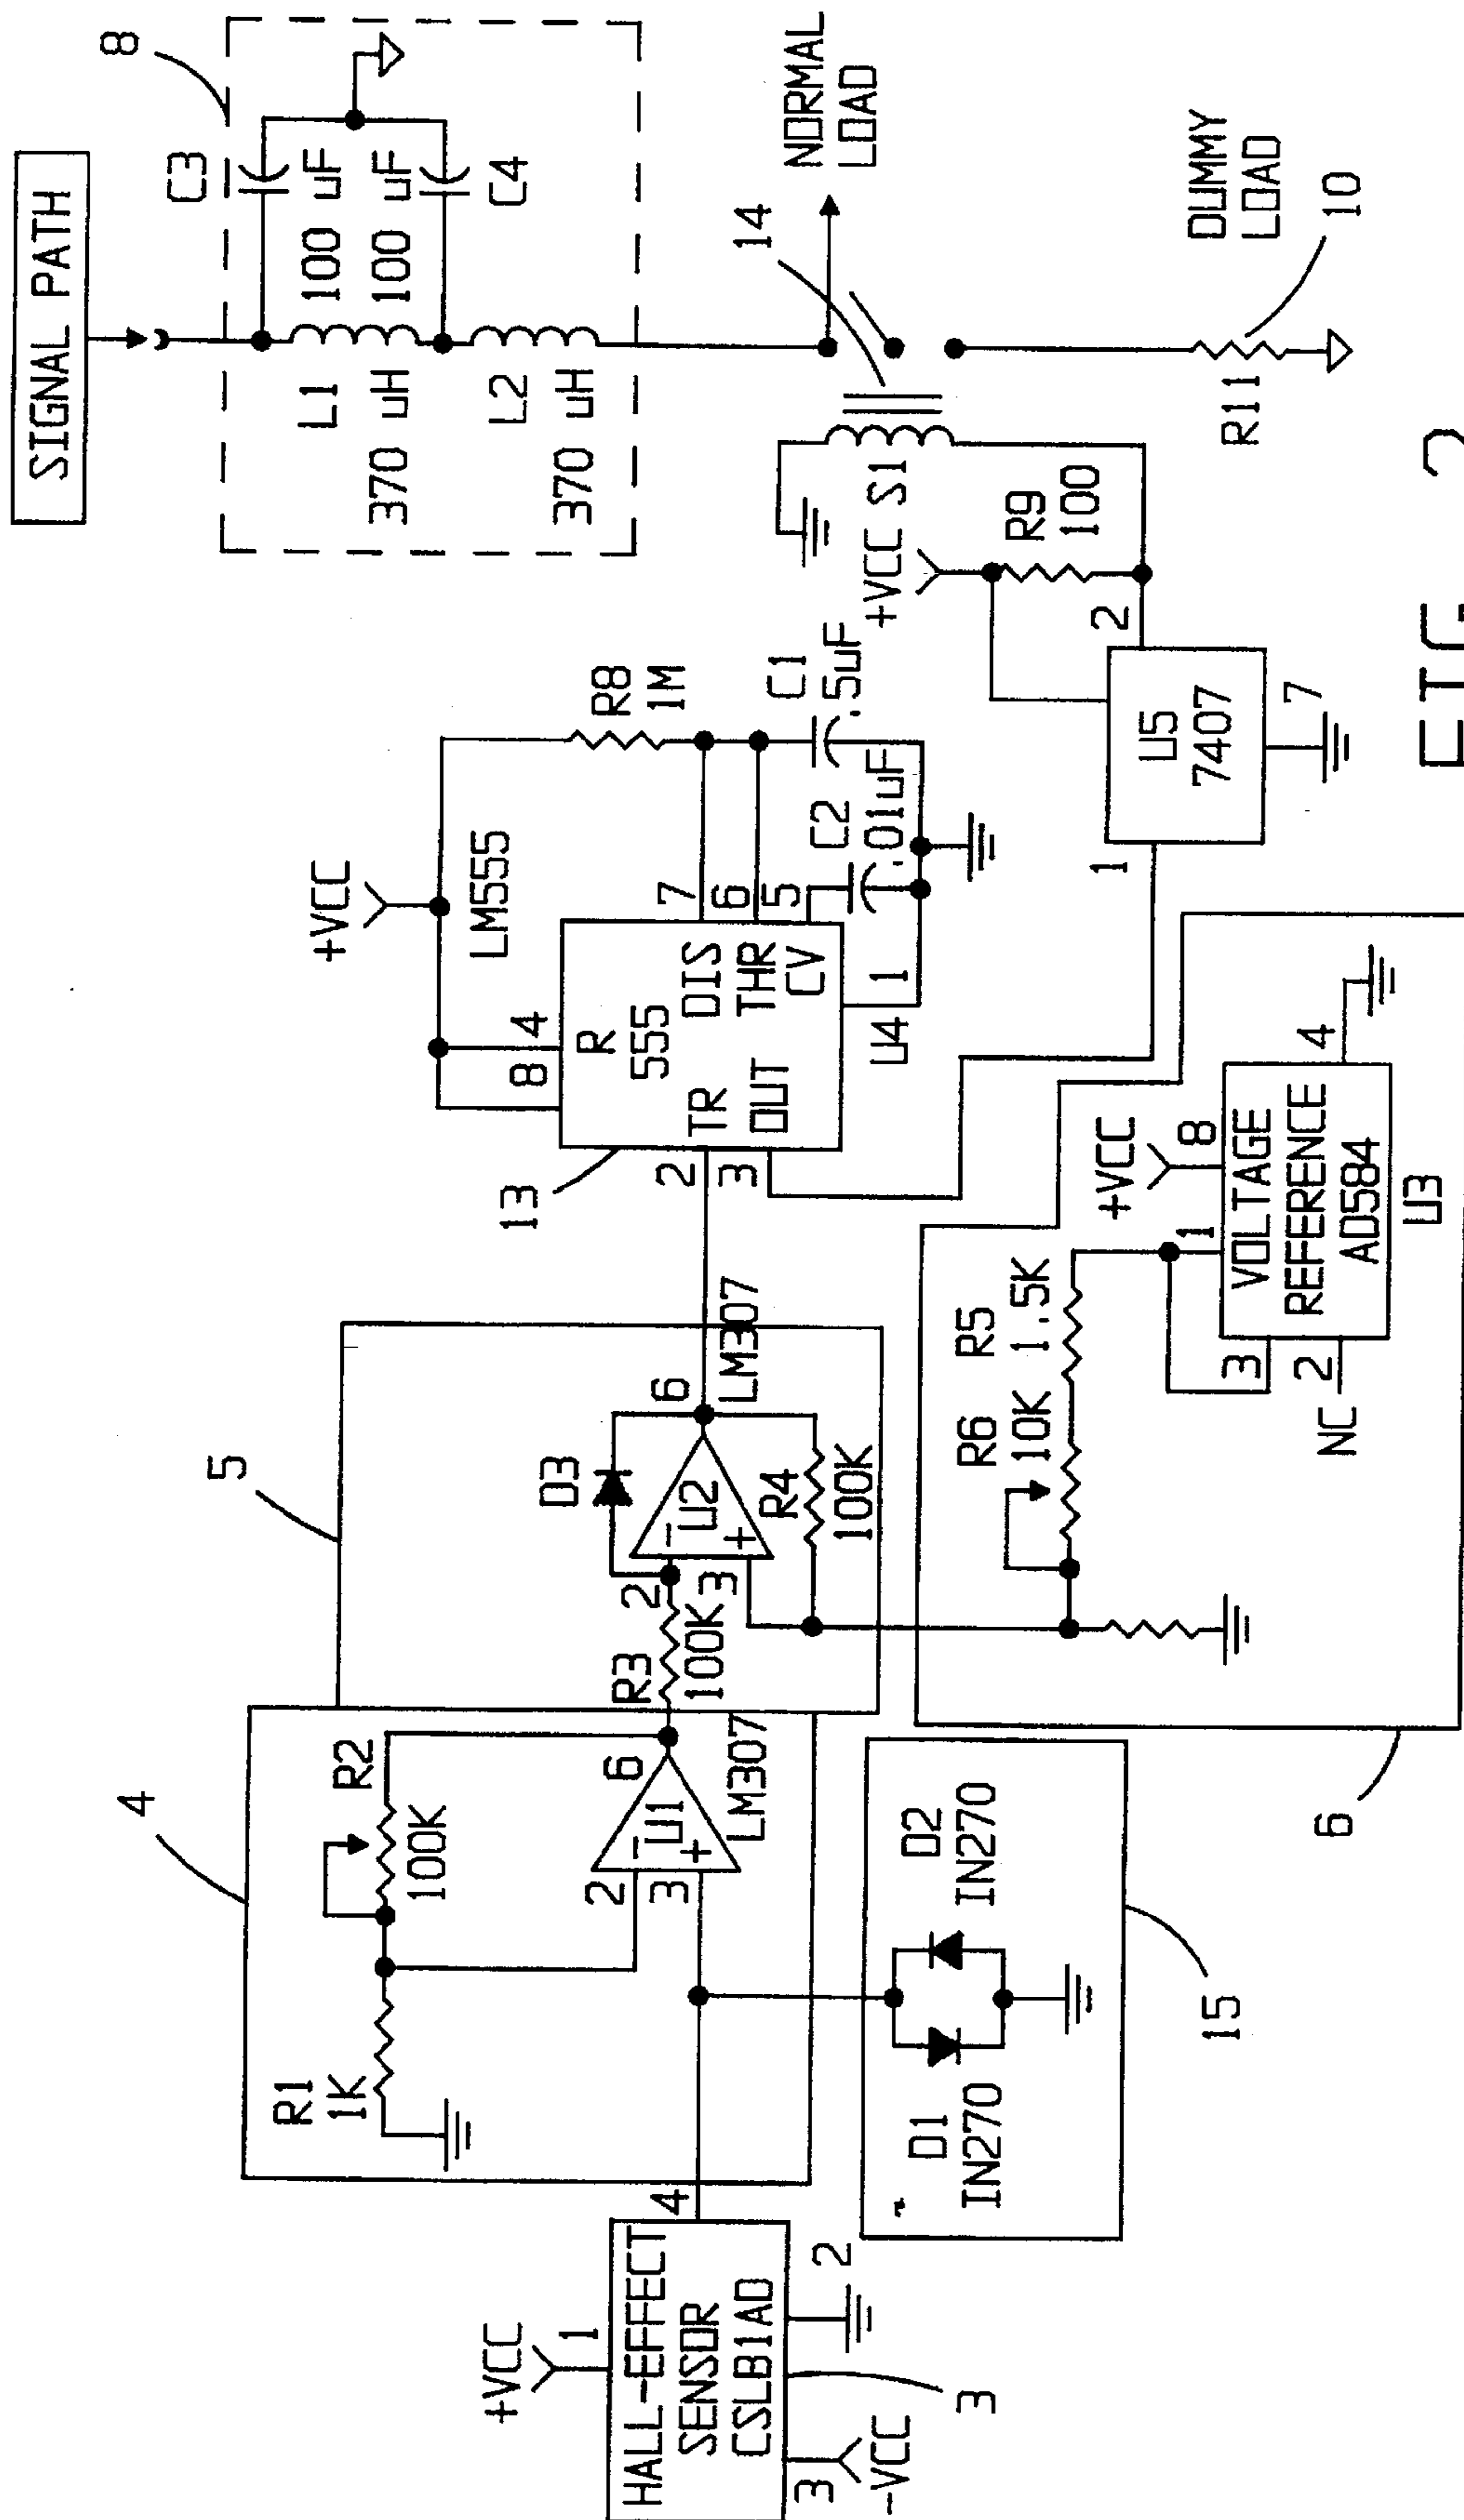 SIGNAL PATH
8
C3
100 uF
100 uF
C4
L1
370 uH
L2
370 uH
NORMAL
LOAD
14
DUMMY
LOAD
10
R11
S1
+VCC
R9
100
2
U5
7407
7
1
+VCC
R8
1M
LM555
C1
.5uF
C2
.01uF
7
6
5
8
4
R
555
DIS
THR
CV
TR
OUT
1
U4
13
2
3
5
D3
6
LM307
U2
-
+
R4
100K
2
3
R3
100K
4
R2
100K
R1
1K
6
U1
-
+
LM307
2
3
D2
IN270
D1
IN270
15
+VCC
1
HALL-EFFECT
SENSOR
CSLB1AD
4
2
3
-VCC
3
R6
10K
R5
1.5K
+VCC
1
8
VOLTAGE
REFERENCE
AD584
U3
4
3
2
NC
6